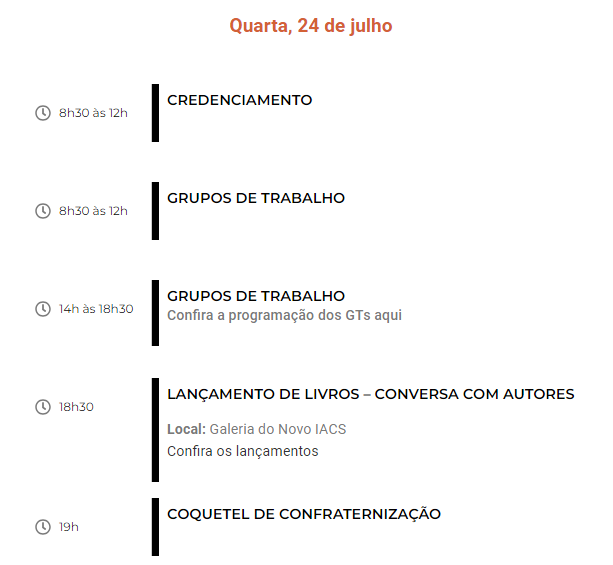 Quarta, 24 de julho
8h30 às 12h
CREDENCIAMENTO
8h30 às 12h
GRUPOS DE TRABALHO
14h às 18h30
GRUPOS DE TRABALHO
Confira a programação dos GTs aqui
18h30
LANÇAMENTO DE LIVROS – CONVERSA COM AUTORES
Local: Galeria do Novo IACS
Confira os lançamentos
19h
COQUETEL DE CONFRATERNIZAÇÃO